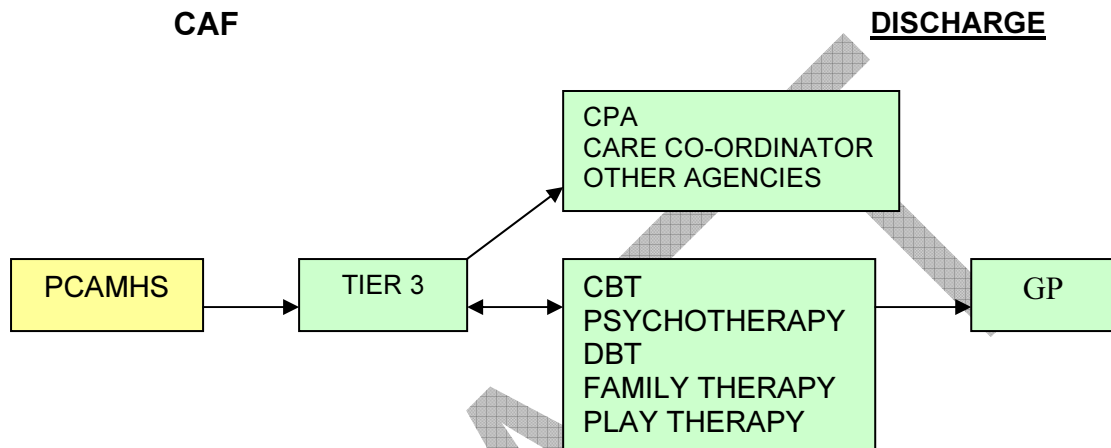 CAF
DISCHARGE
CPA
CARE CO-ORDINATOR
OTHER AGENCIES
PCAMHS
TIER 3
CBT
PSYCHOTHERAPY
DBT
FAMILY THERAPY
PLAY THERAPY
GP